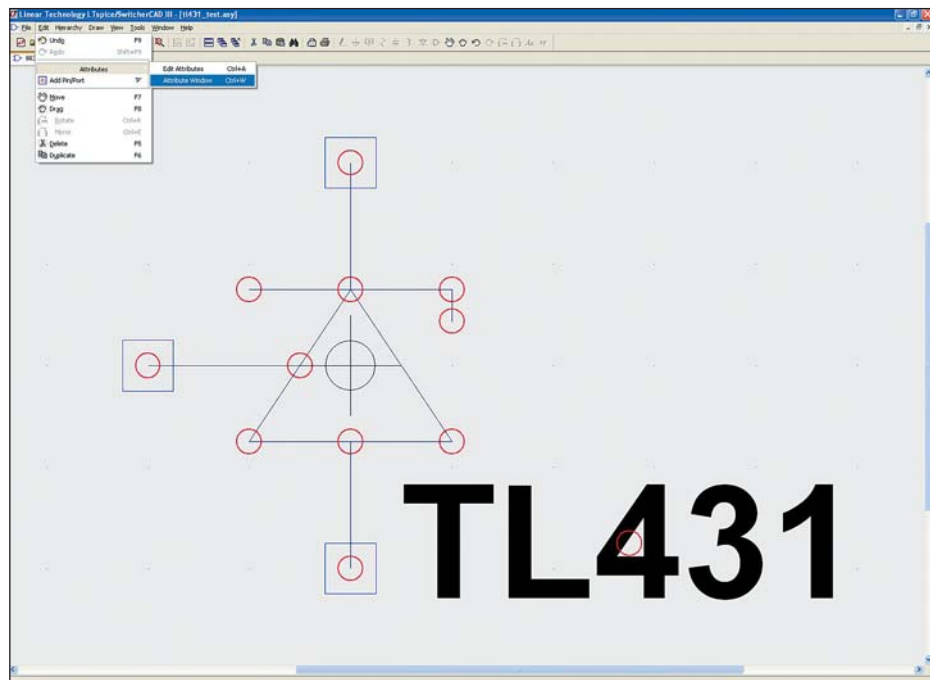 Linear Technology LTspice/SwitcherCAD III - [tl431_test.asy]
File Edit Hierarchy Draw View Tools Window Help
Undo F9
Redo Shift+F9
Attributes
Edit Attributes Ctrl+A
Add Pin/Port 'P'
Attribute Window Ctrl+W
Move F7
Drag F8
Rotate Ctrl+R
Mirror Ctrl+E
Delete F5
Duplicate F6
TL431